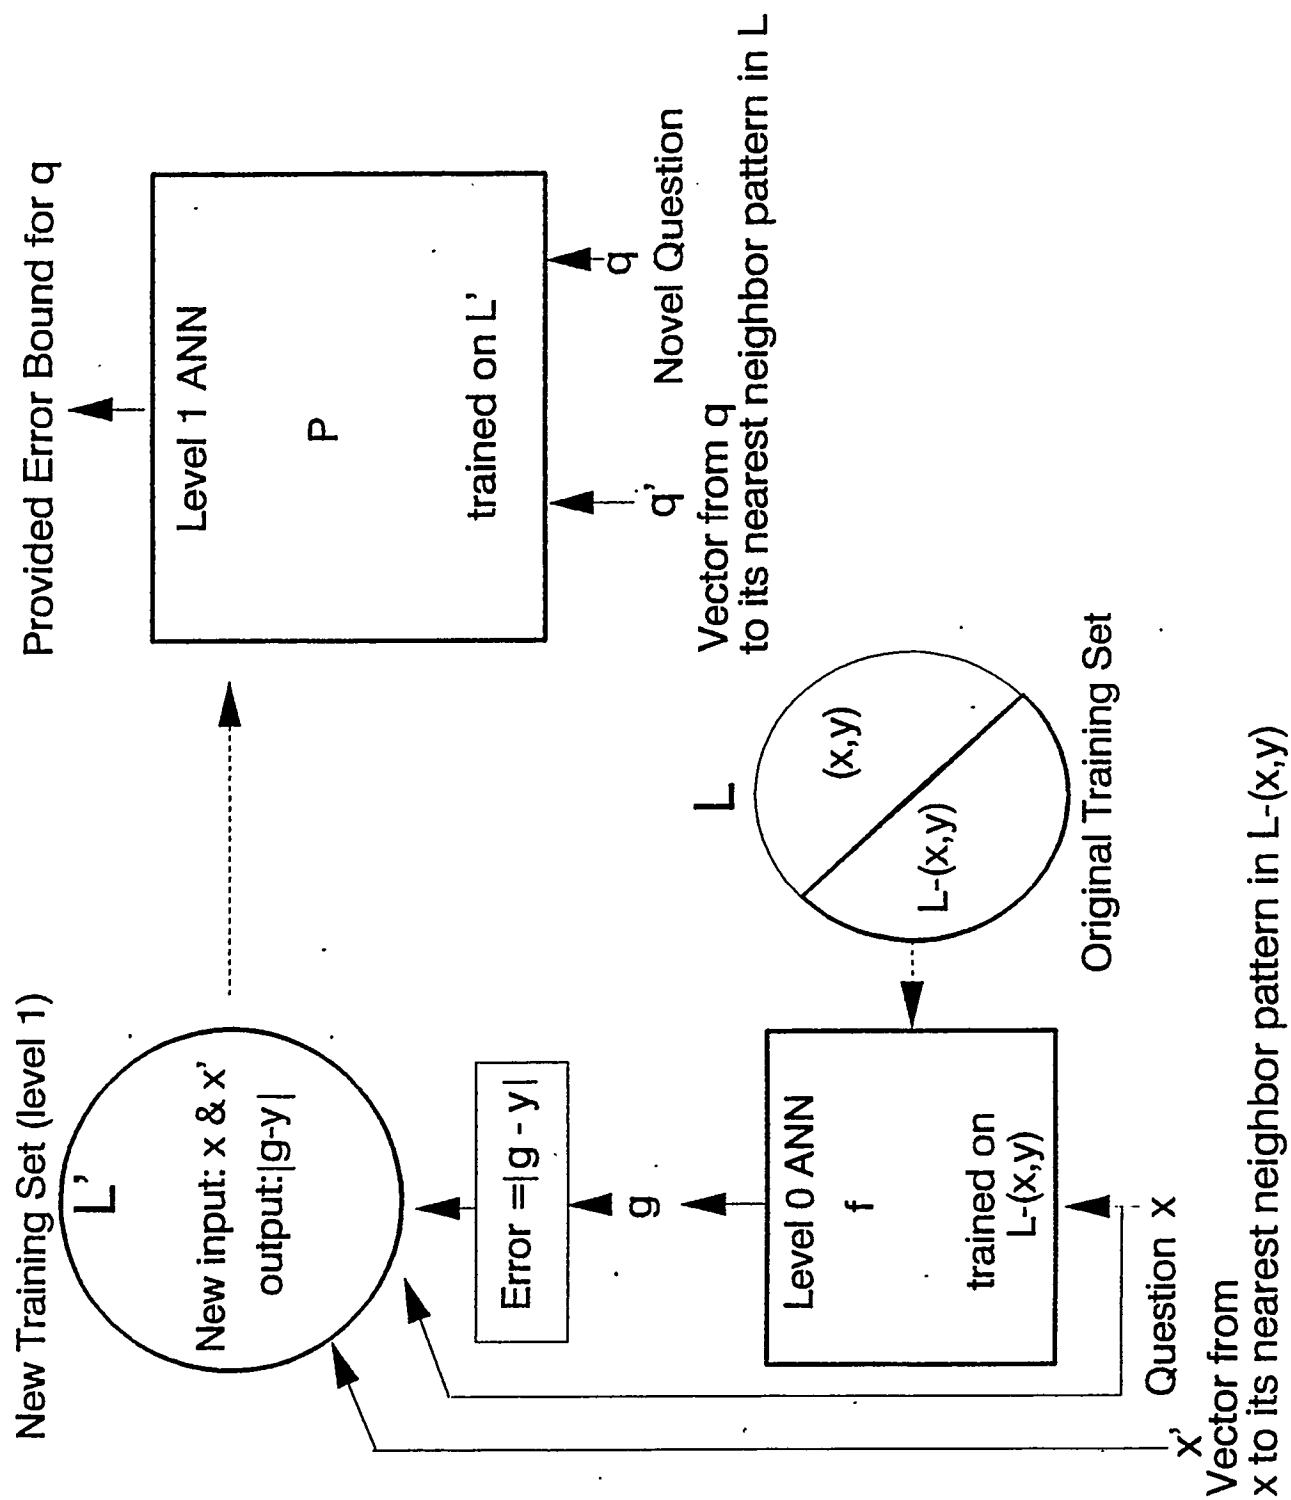 New Training Set (level 1)
L'
New input: x & x'
output:|g-y|
Provided Error Bound for q
Level 1 ANN
P
trained on L'
q'
q
Novel Question
Vector from q
to its nearest neighbor pattern in L
Error =|g - y|
g
Level 0 ANN
f
trained on
L-(x,y)
L
(x,y)
L-(x,y)
Original Training Set
Question x
x'
Vector from
x to its nearest neighbor pattern in L-(x,y)